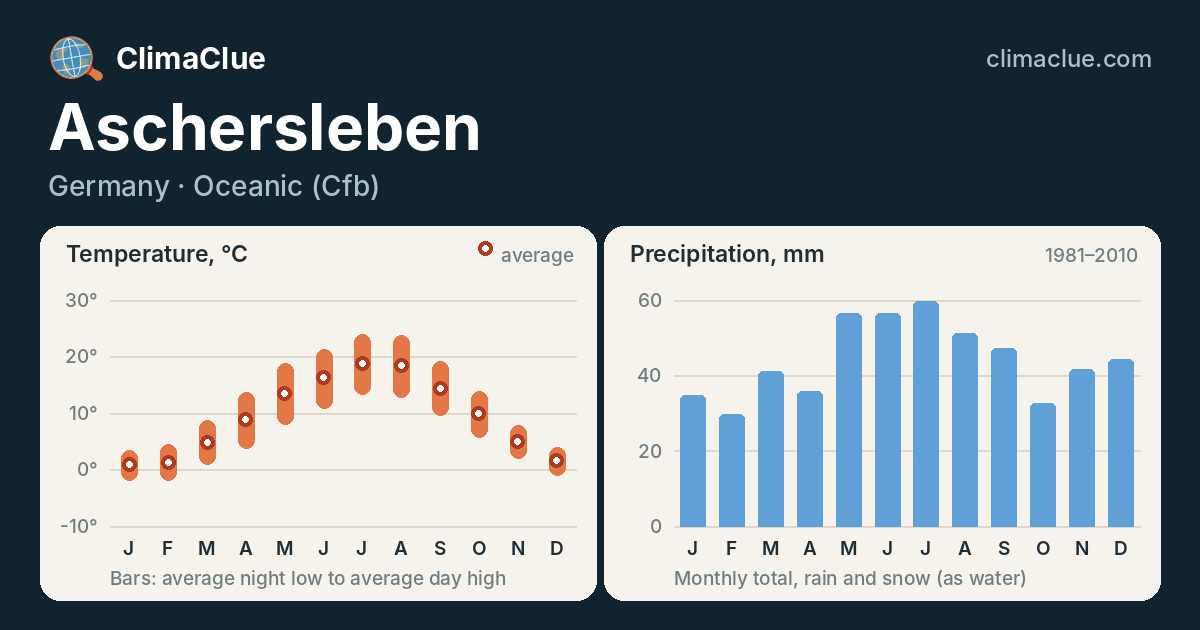 ClimaClue
climaclue.com
Aschersleben
Germany · Oceanic (Cfb)
Temperature, °C
average
30°
20°
10°
0°
-10°
J F M A M J J A S O N D
Bars: average night low to average day high
Precipitation, mm
1981–2010
60
40
20
0
J F M A M J J A S O N D
Monthly total, rain and snow (as water)